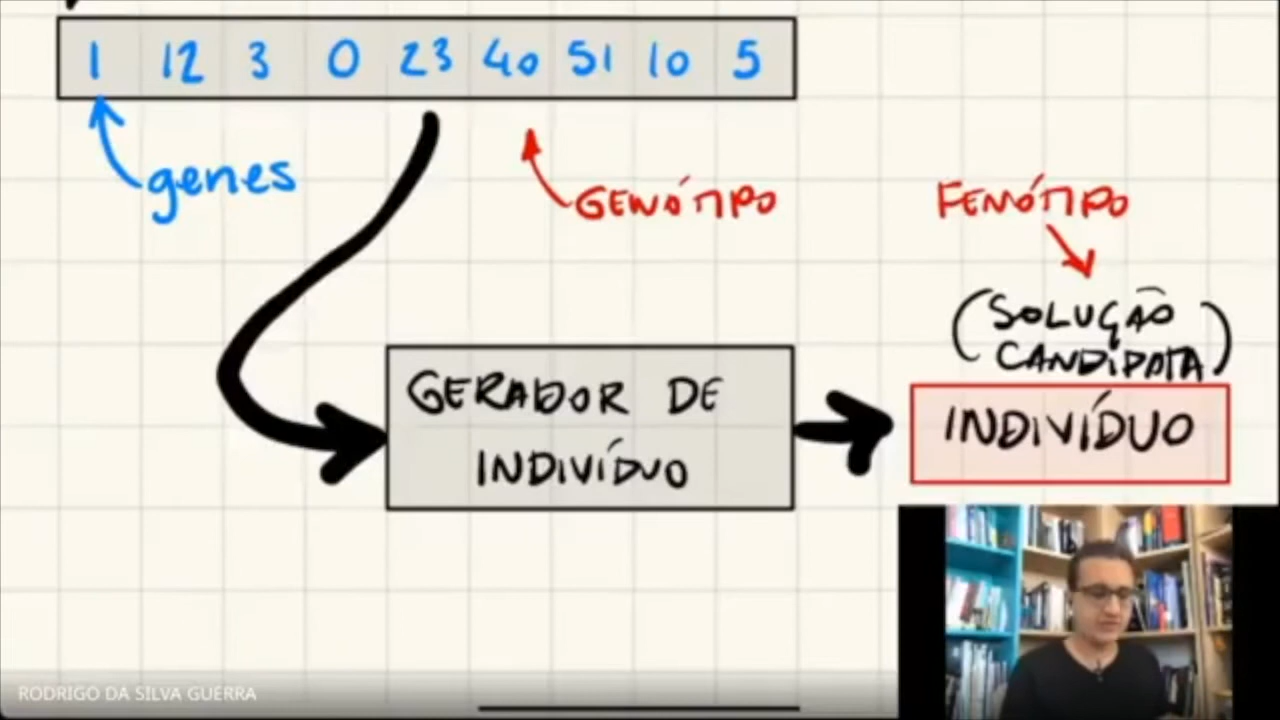 1 12 3 0 23 40 51 10 5
genes
GENÓTIPO
FENÓTIPO
(SOLUÇÃO
CANDIDATA)
GERADOR DE
INDIVÍDUO
INDIVÍDUO
RODRIGO DA SILVA GUERRA